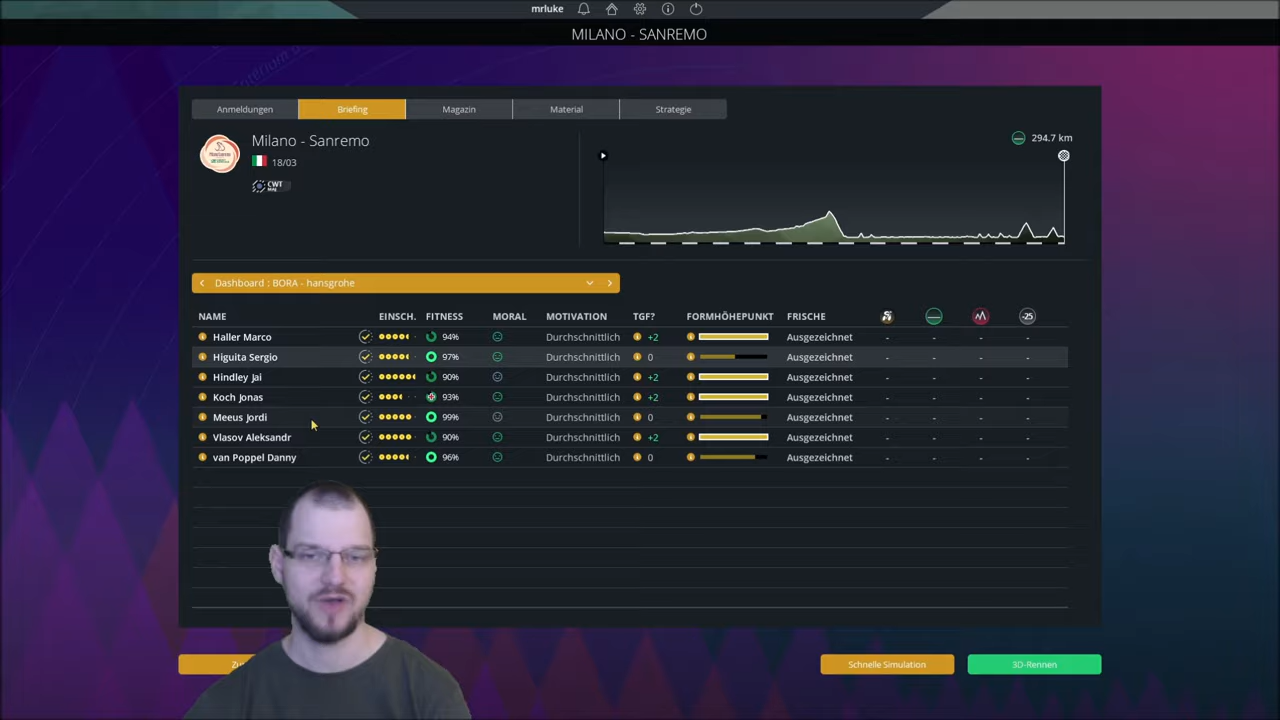 mrluke
MILANO - SANREMO
Anmeldungen Briefing Magazin Material Strategie
Milano - Sanremo
18/03
CWT
294.7 km
Dashboard : BORA - hansgrohe
NAME EINSCH. FITNESS MORAL MOTIVATION TGF? FORMHÖHEPUNKT FRISCHE -25
Haller Marco 94% Durchschnittlich +2 Ausgezeichnet - - - -
Higuita Sergio 97% Durchschnittlich 0 Ausgezeichnet - - - -
Hindley Jai 90% Durchschnittlich +2 Ausgezeichnet - - - -
Koch Jonas 93% Durchschnittlich +2 Ausgezeichnet - - - -
Meeus Jordi 99% Durchschnittlich 0 Ausgezeichnet - - - -
Vlasov Aleksandr 90% Durchschnittlich +2 Ausgezeichnet - - - -
van Poppel Danny 96% Durchschnittlich 0 Ausgezeichnet - - - -
Schnelle Simulation 3D-Rennen